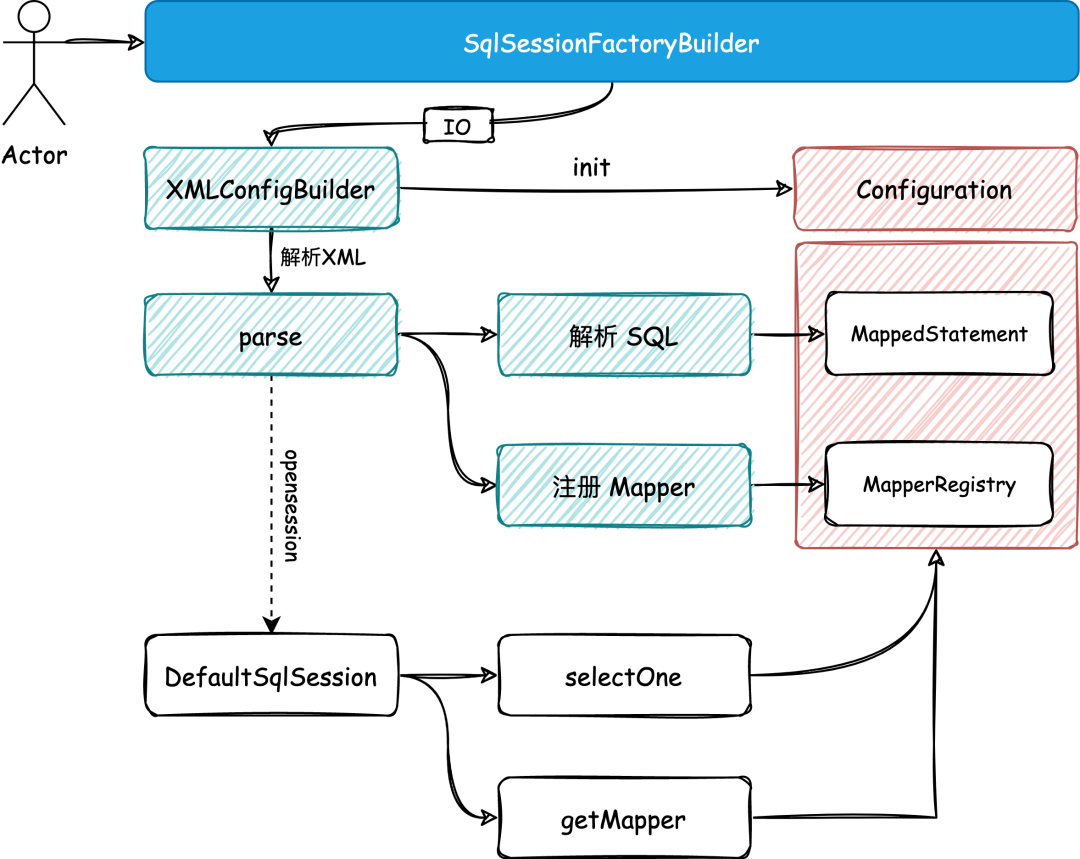 SqlSessionFactoryBuilder
IO
Actor
init
XMLConfigBuilder
Configuration
解析XML
parse
解析 SQL
MappedStatement
opensession
注册 Mapper
MapperRegistry
DefaultSqlSession
selectOne
getMapper